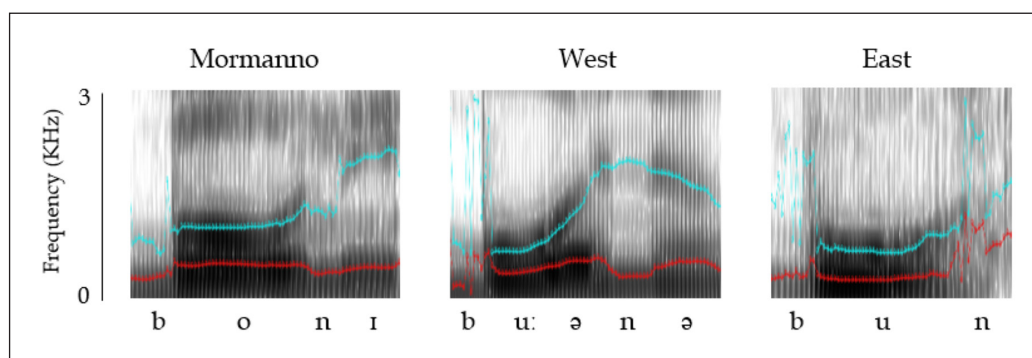 Mormanno West East
3
Frequency (KHz)
0
b o n ɪ b uː ə n ə b u n